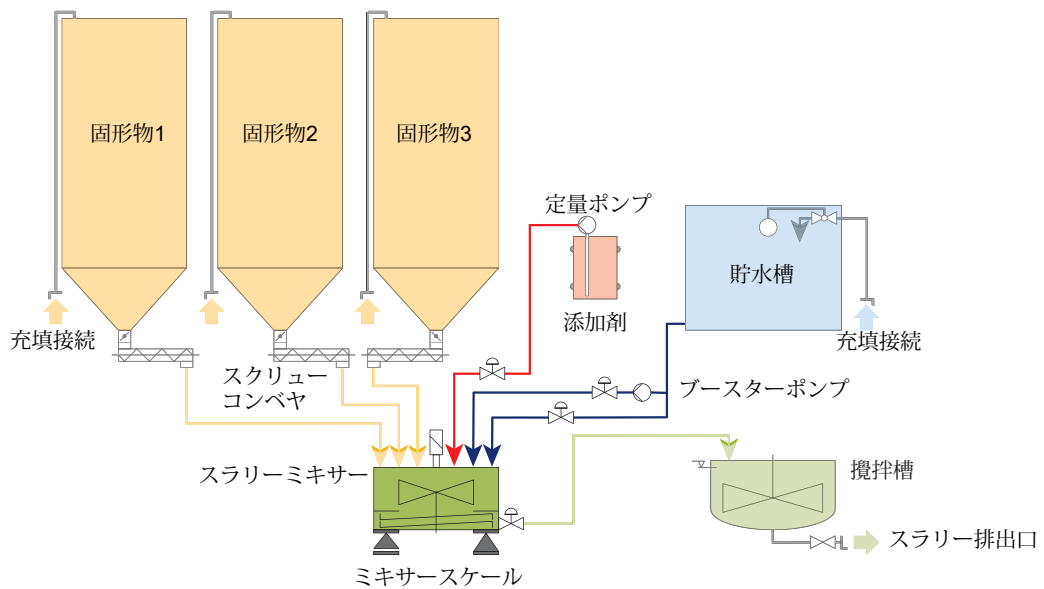 固形物1
固形物2
固形物3
定量ポンプ
貯水槽
添加剤
充填接続
充填接続
スクリュー
コンベヤ
ブースターポンプ
スラリーミキサー
攪拌槽
スラリー排出口
ミキサースケール